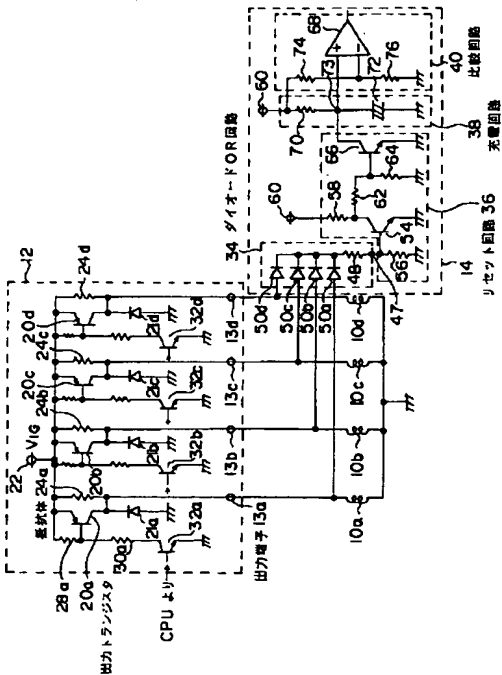 12
VIG
22
24a
抵抗体
28a
20a
出力トランジスタ
30a
CPU より
20b
24b
20c
24c
20d
24d
21a
21b
21c
21d
32a
32b
32c
32d
出力端子 13a
13b
13c
13d
10a
10b
10c
10d
34 ダイオードOR回路
50d
50c
50b
50a
48
47
56
60
58
54
62
64
66
36
リセット回路
14
60
70
73
72
38
充電回路
74
68
+
−
76
40
比較回路